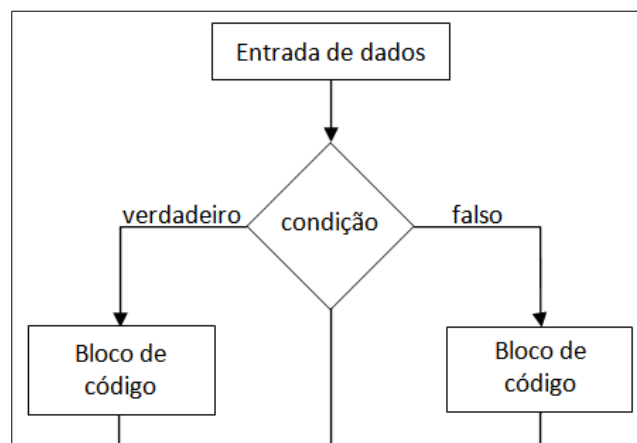 Entrada de dados
verdadeiro
condição
falso
Bloco de
código
Bloco de
código